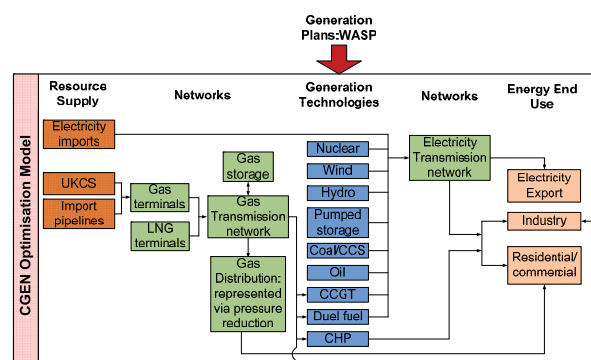 Generation
Plans:WASP
CGEN Optimisation Model
Resource
Supply
Networks
Generation
Technologies
Networks
Energy End
Use
Electricity
imports
UKCS
Import
pipelines
Gas
terminals
LNG
terminals
Gas
storage
Gas
Transmission
network
Gas
Distribution:
represented
via pressure
reduction
Nuclear
Wind
Hydro
Pumped
storage
Coal/CCS
Oil
CCGT
Duel fuel
CHP
Electricity
Transmission
network
Electricity
Export
Industry
Residential/
commercial